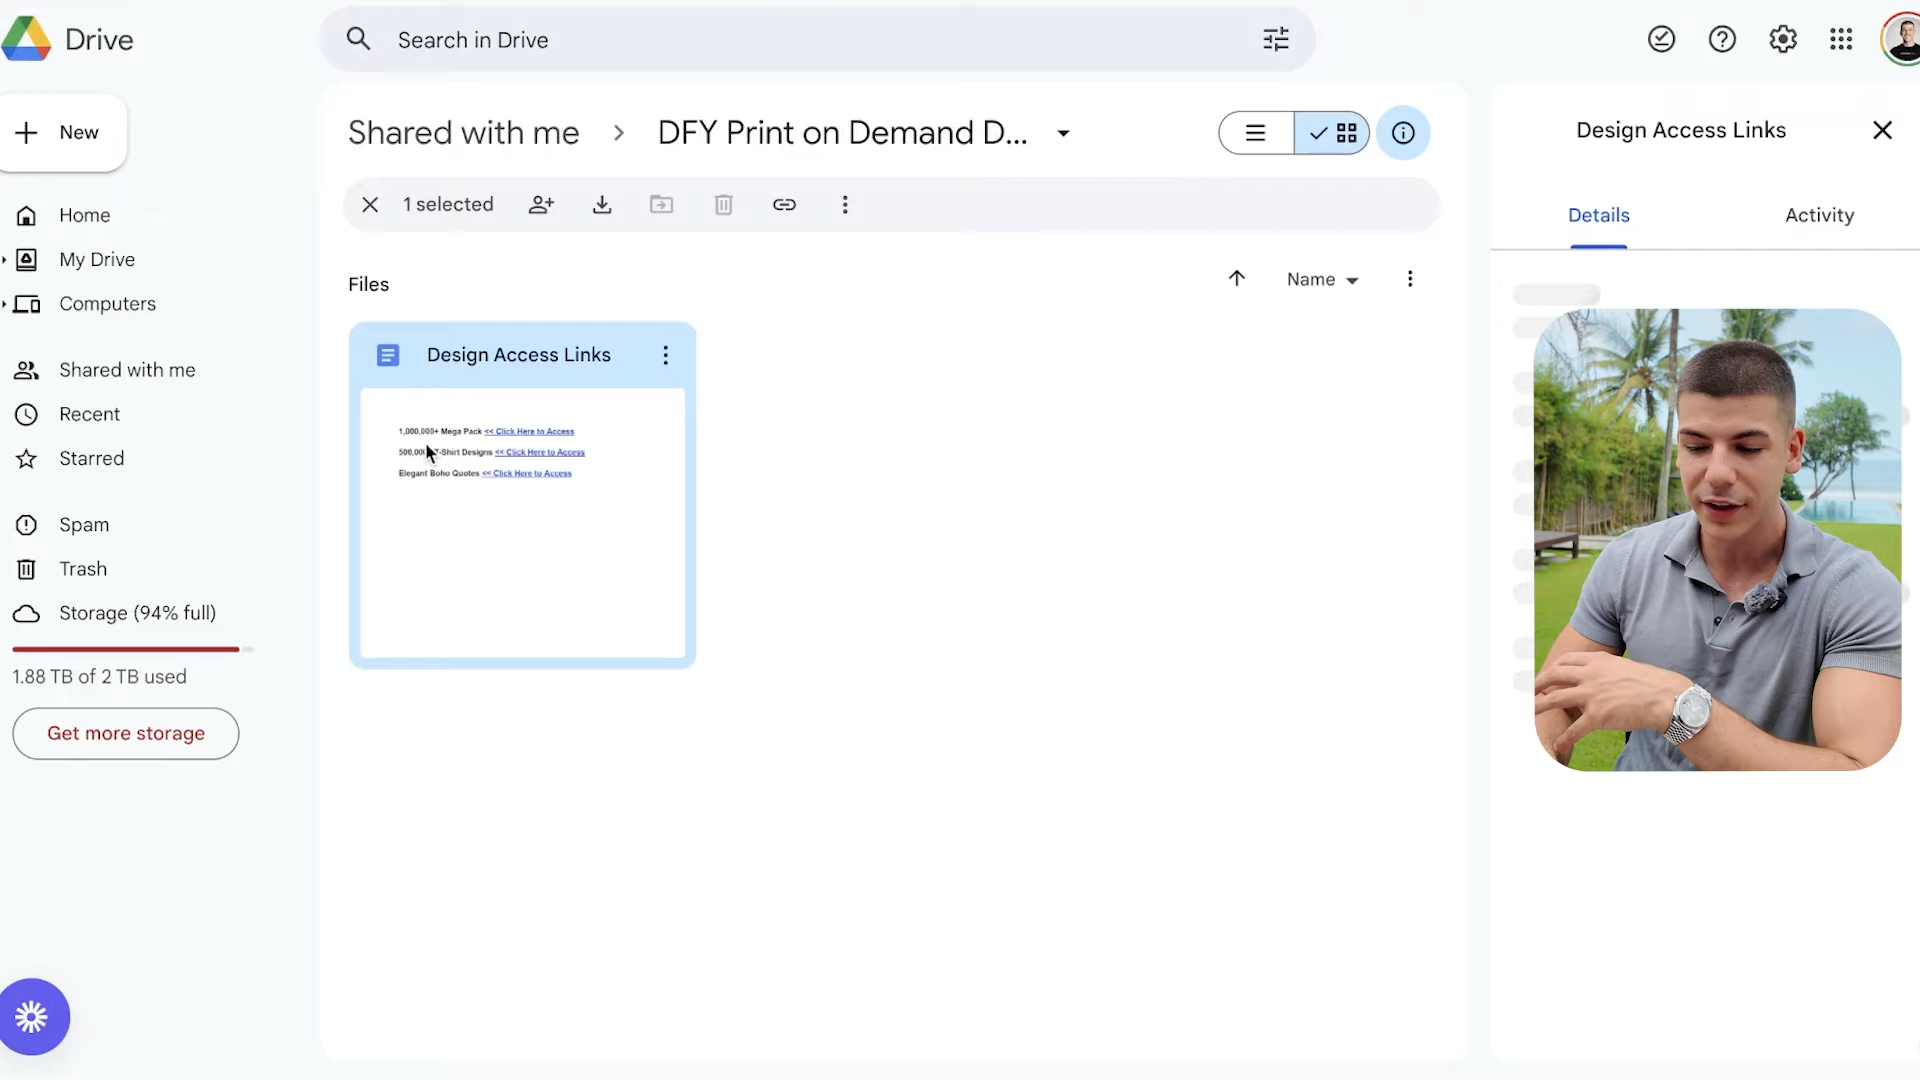 Drive
Search in Drive
New
Home
My Drive
Computers
Shared with me
Recent
Starred
Spam
Trash
Storage (94% full)
1.88 TB of 2 TB used
Get more storage
Shared with me > DFY Print on Demand D...
1 selected
Files
Name
Design Access Links
1,000,000+ Mega Pack << Click Here to Access
T-Shirt Designs << Click Here to Access
Elegant Boho Quotes << Click Here to Access
Design Access Links
Details
Activity